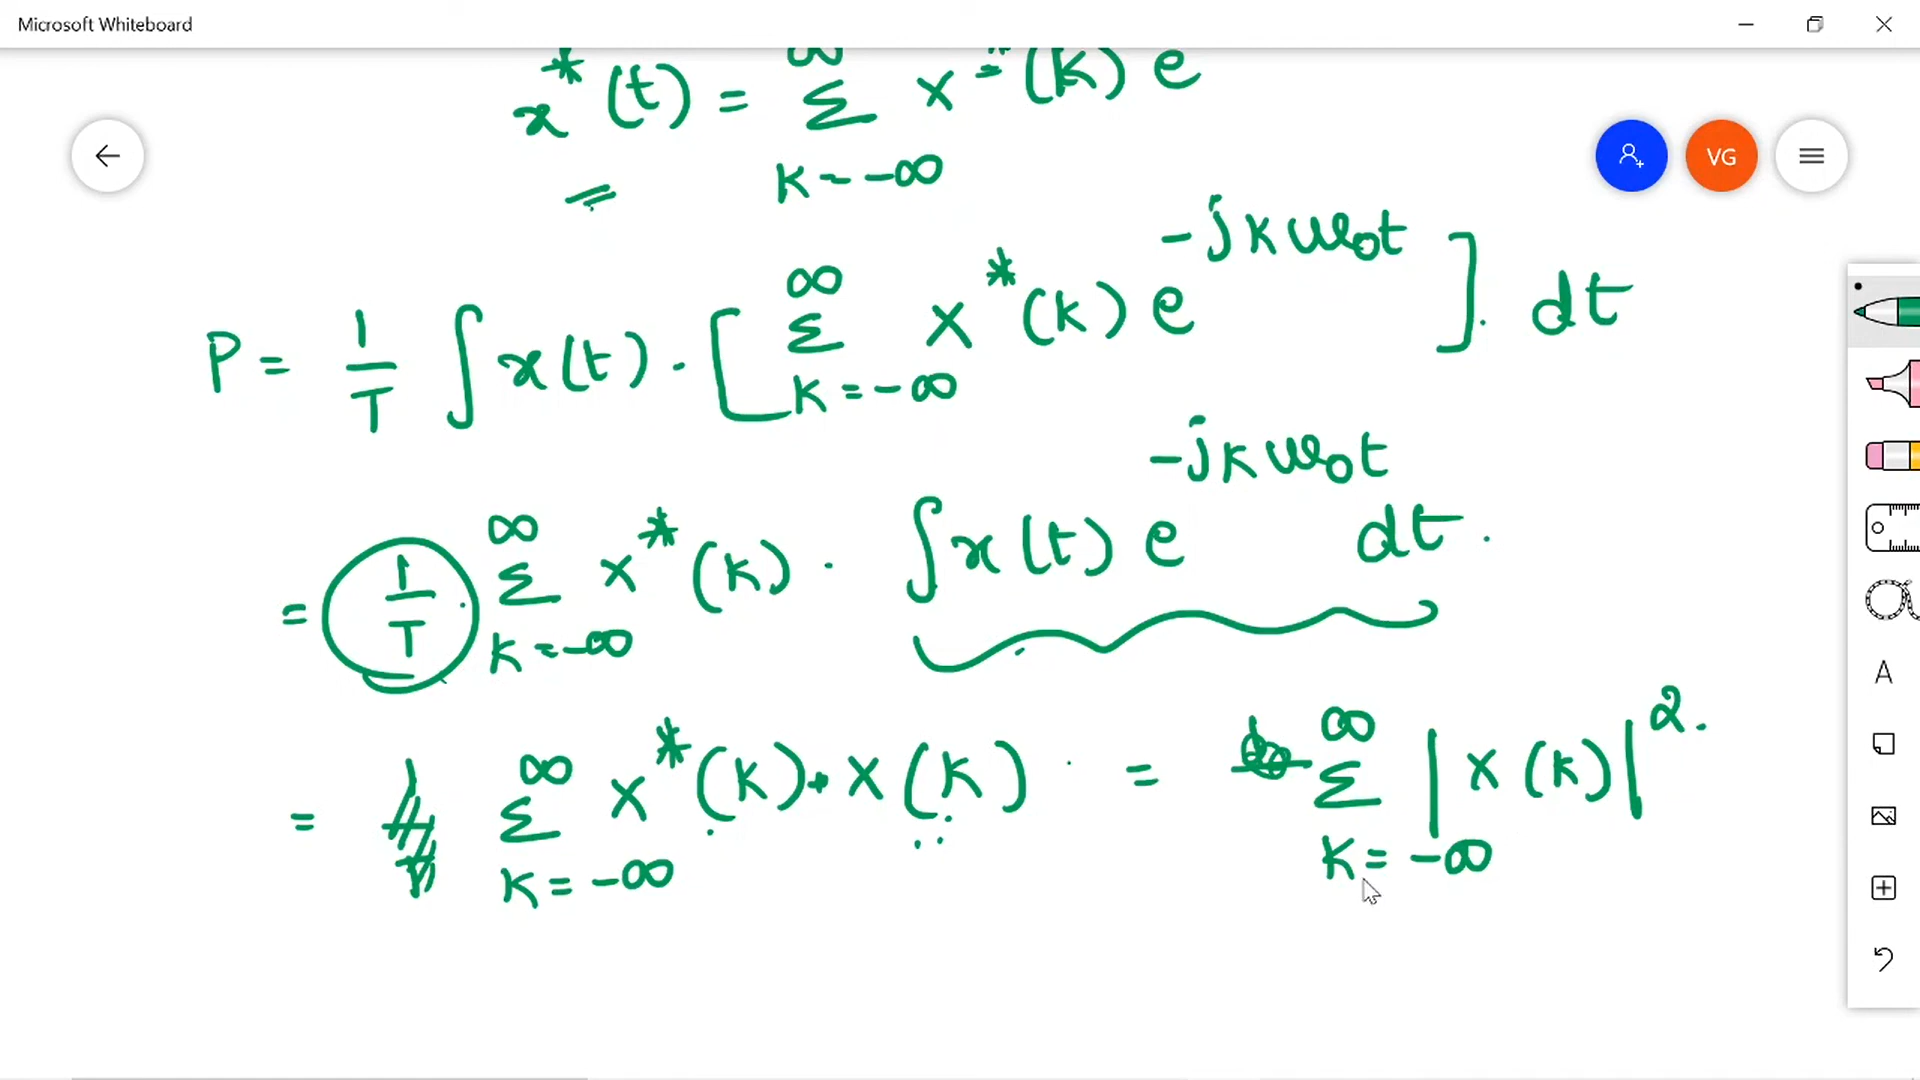 Microsoft Whiteboard
x*(t) = ∞ Σ k=-∞ X*(k) e
VG
P = 1/T ∫ x(t) · [ ∞ Σ k=-∞ X*(k) e -jkω₀t ] . dt
= 1/T ∞ Σ k=-∞ X*(k) · ∫ x(t) e -jkω₀t dt .
= ∞ Σ k=-∞ X*(k) · X(k) = ∞ Σ k=-∞ |X(k)|².
A